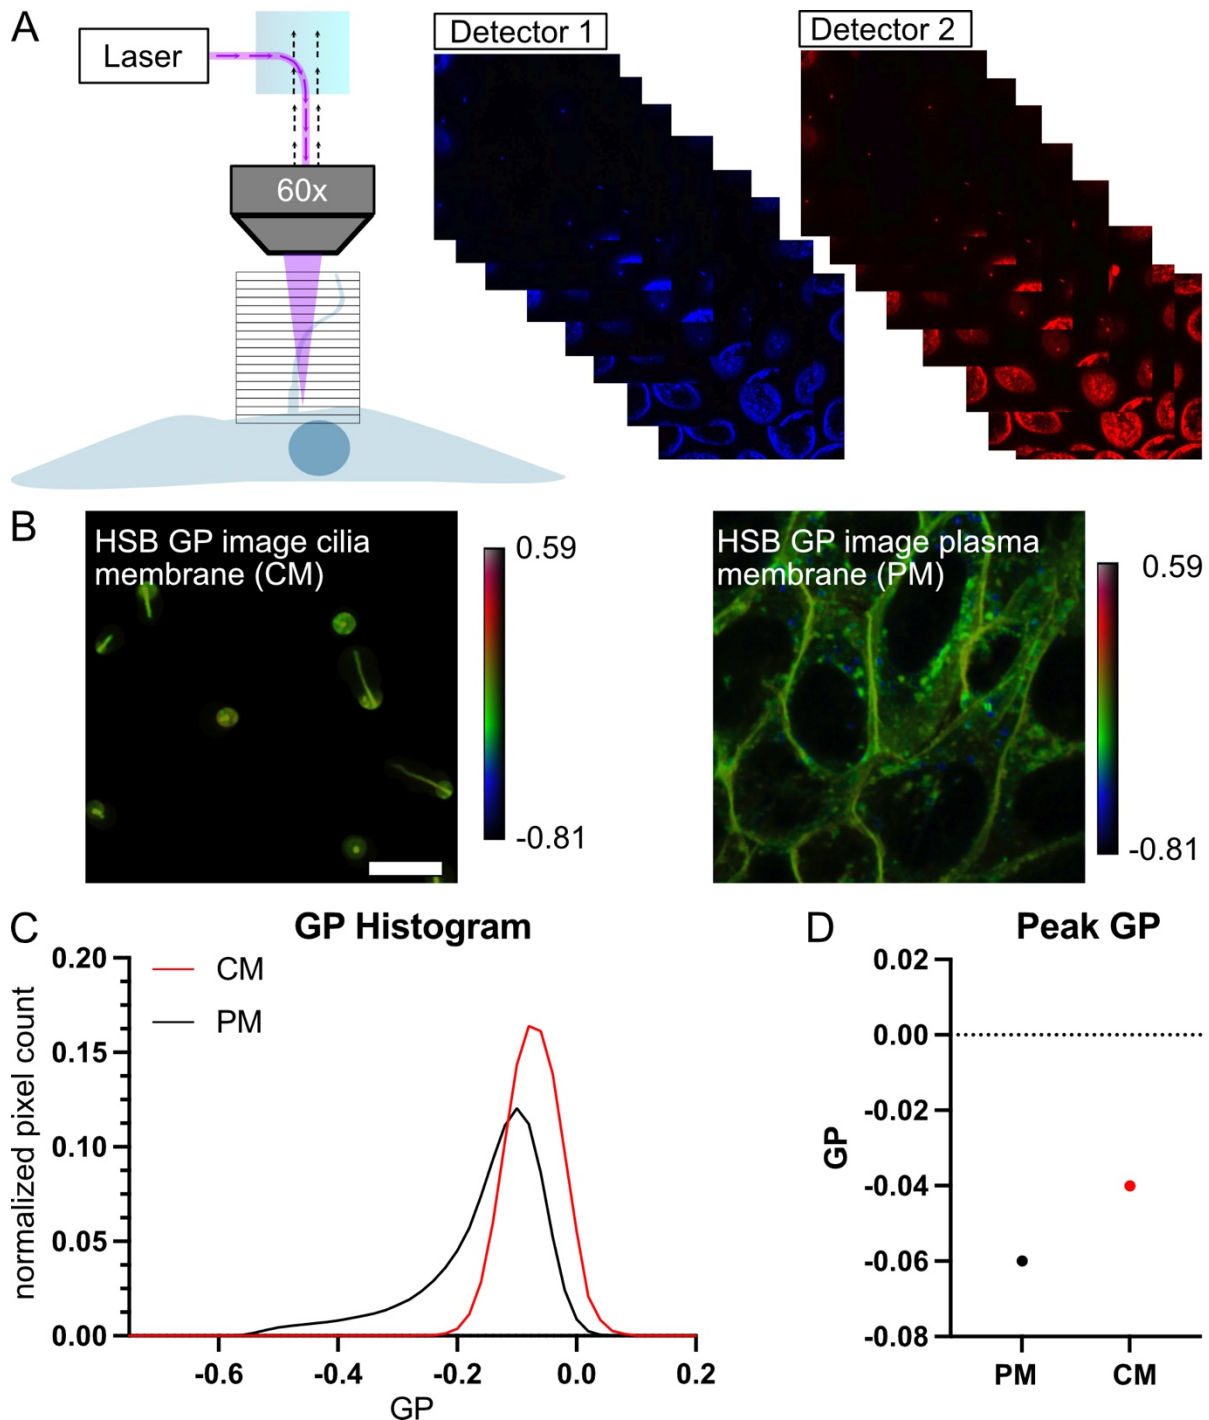 A
Laser
60x
Detector 1
Detector 2
B
HSB GP image cilia
membrane (CM)
0.59
-0.81
HSB GP image plasma
membrane (PM)
0.59
-0.81
C
GP Histogram
normalized pixel count
0.20
0.15
0.10
0.05
0.00
CM
PM
-0.6
-0.4
-0.2
0.0
0.2
GP
D
Peak GP
GP
0.02
0.00
-0.02
-0.04
-0.06
-0.08
PM
CM